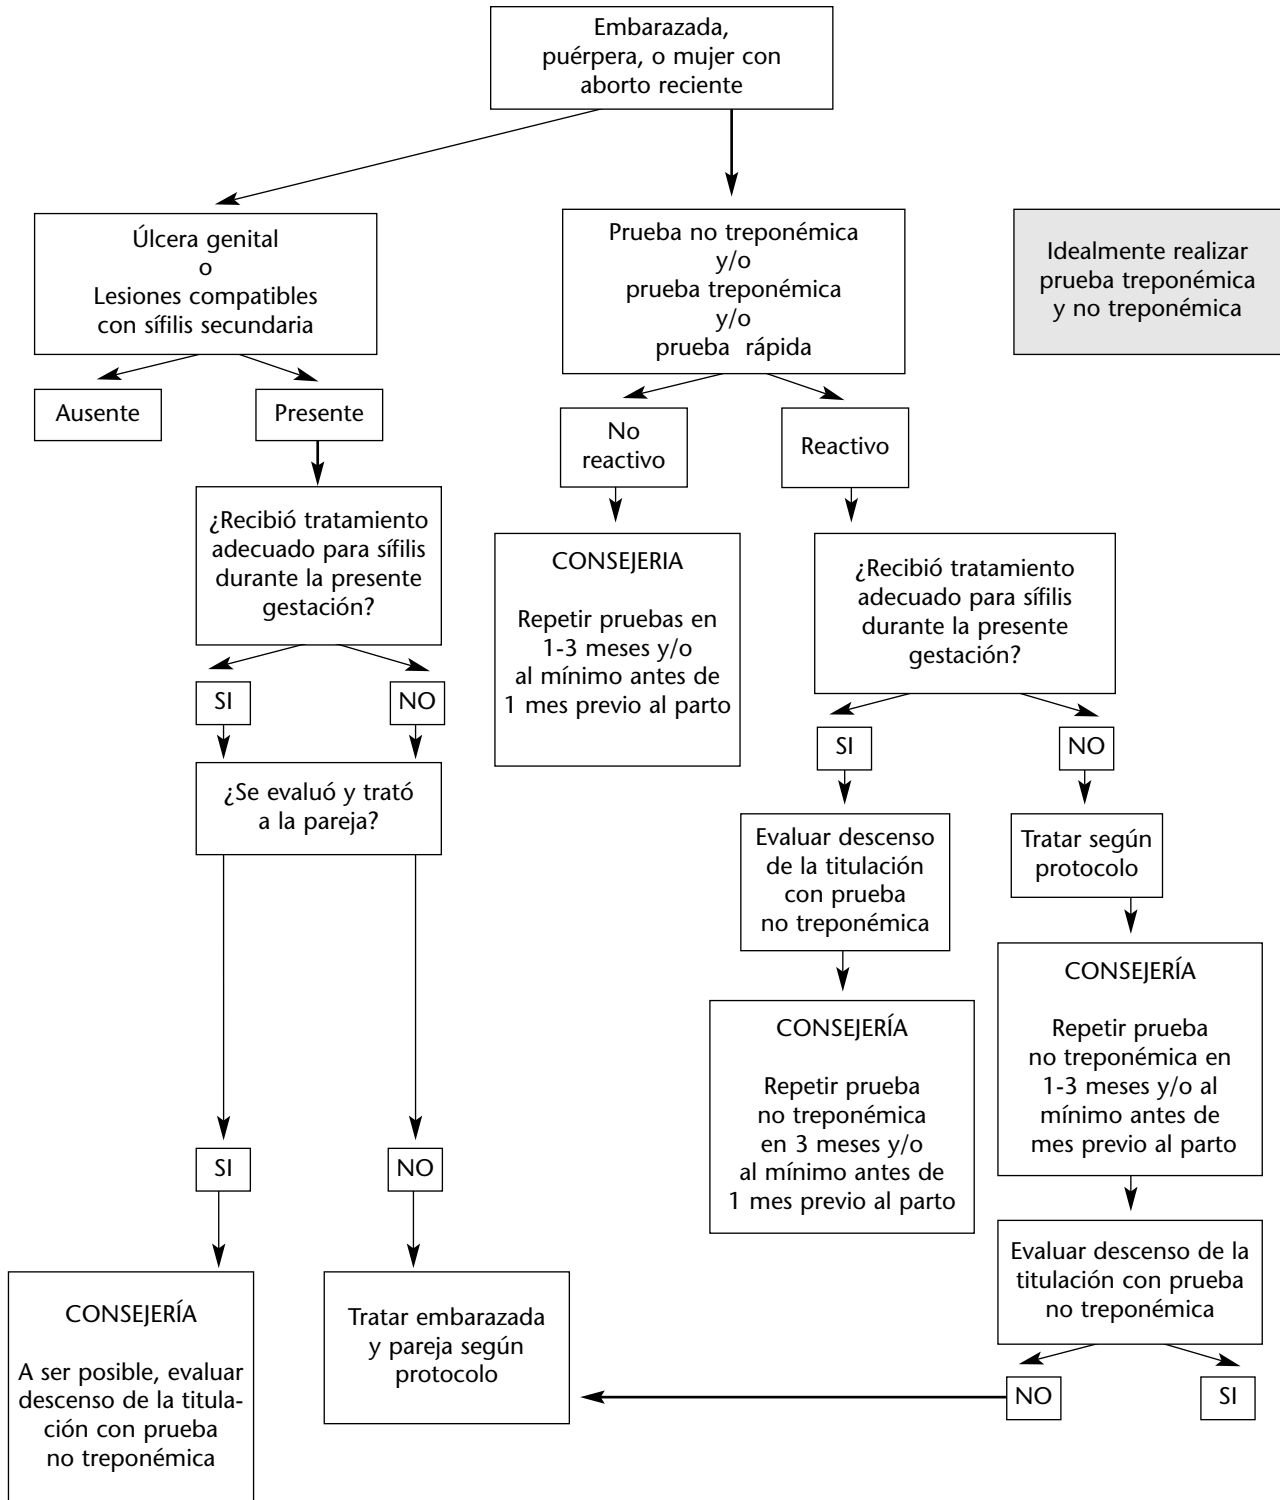 Embarazada,
puérpera, o mujer con
aborto reciente
Úlcera genital
o
Lesiones compatibles
con sífilis secundaria
Prueba no treponémica
y/o
prueba treponémica
y/o
prueba rápida
Idealmente realizar
prueba treponémica
y no treponémica
Ausente
Presente
No
reactivo
Reactivo
¿Recibió tratamiento
adecuado para sífilis
durante la presente
gestación?
CONSEJERIA
Repetir pruebas en
1-3 meses y/o
al mínimo antes de
1 mes previo al parto
¿Recibió tratamiento
adecuado para sífilis
durante la presente
gestación?
SI
NO
¿Se evaluó y trató
a la pareja?
SI
NO
Evaluar descenso
de la titulación
con prueba
no treponémica
Tratar según
protocolo
CONSEJERÍA
Repetir prueba
no treponémica
en 3 meses y/o
al mínimo antes de
1 mes previo al parto
CONSEJERÍA
Repetir prueba
no treponémica en
1-3 meses y/o al
mínimo antes de
mes previo al parto
SI
NO
Evaluar descenso de la
titulación con prueba
no treponémica
CONSEJERÍA
A ser posible, evaluar
descenso de la titula-
ción con prueba
no treponémica
Tratar embarazada
y pareja según
protocolo
NO
SI